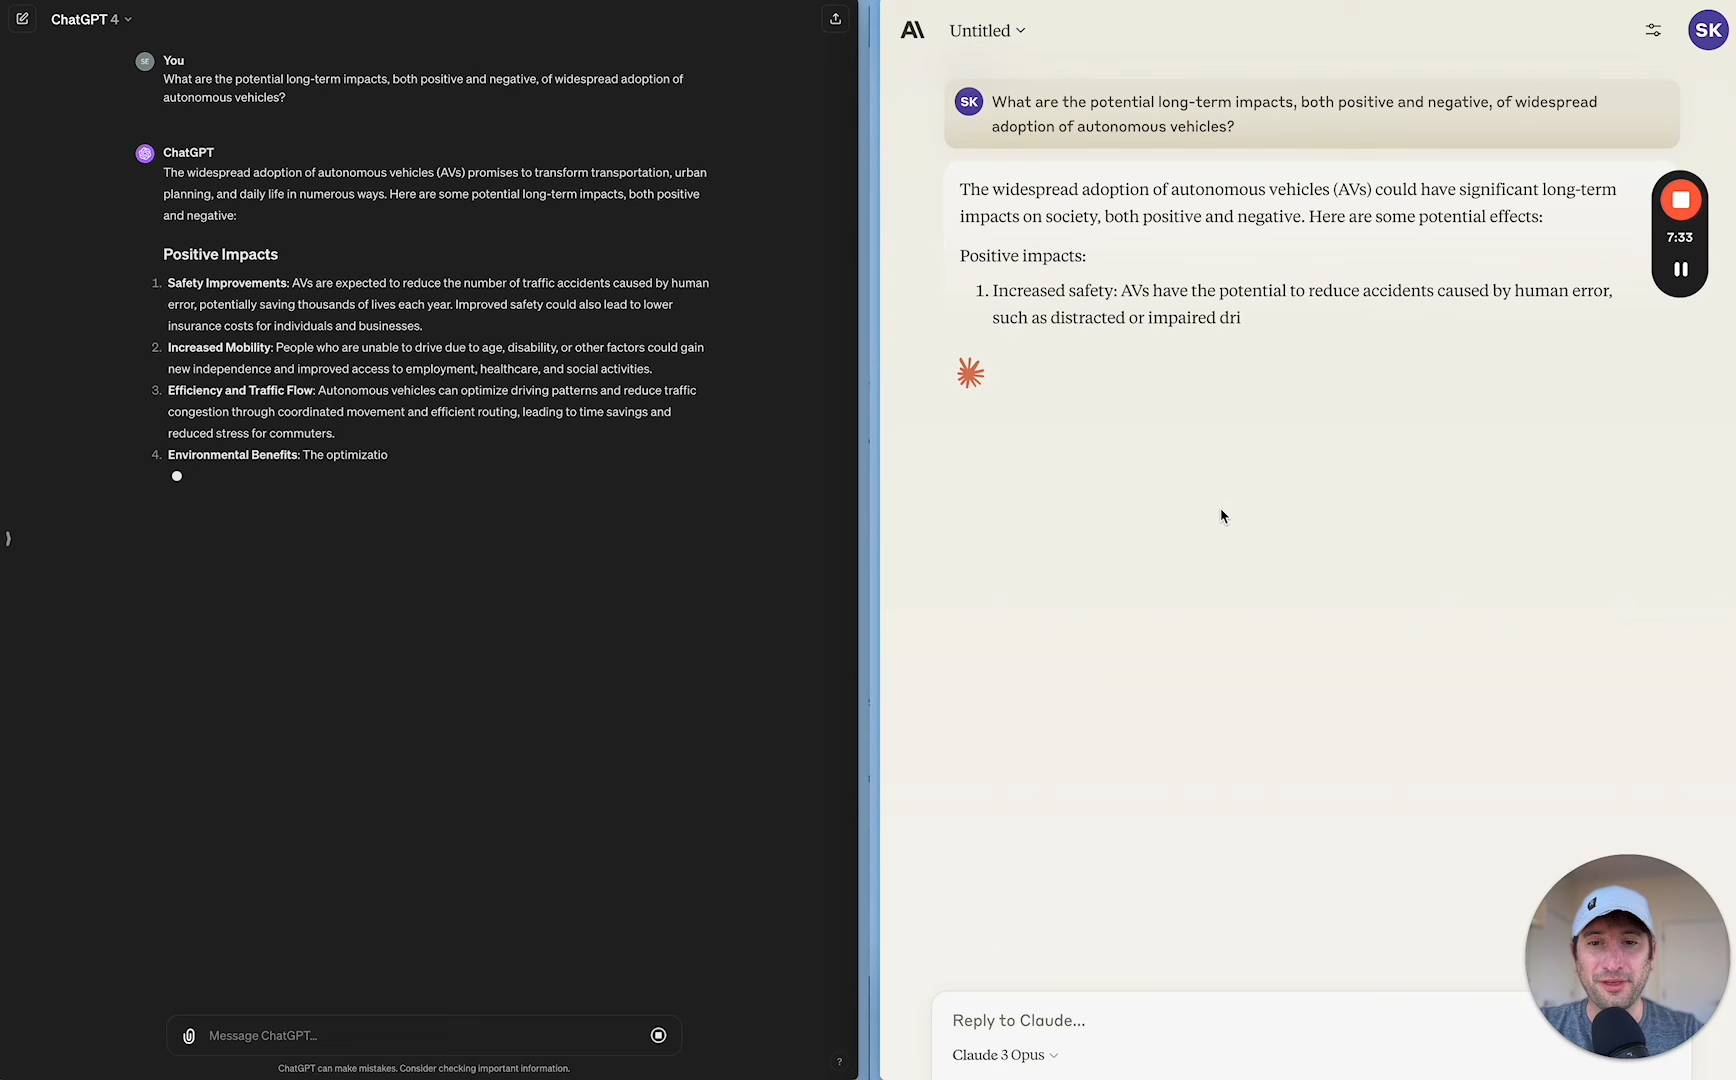 ChatGPT 4
SE
You
What are the potential long-term impacts, both positive and negative, of widespread adoption of
autonomous vehicles?
ChatGPT
The widespread adoption of autonomous vehicles (AVs) promises to transform transportation, urban
planning, and daily life in numerous ways. Here are some potential long-term impacts, both positive
and negative:
Positive Impacts
1. Safety Improvements: AVs are expected to reduce the number of traffic accidents caused by human
error, potentially saving thousands of lives each year. Improved safety could also lead to lower
insurance costs for individuals and businesses.
2. Increased Mobility: People who are unable to drive due to age, disability, or other factors could gain
new independence and improved access to employment, healthcare, and social activities.
3. Efficiency and Traffic Flow: Autonomous vehicles can optimize driving patterns and reduce traffic
congestion through coordinated movement and efficient routing, leading to time savings and
reduced stress for commuters.
4. Environmental Benefits: The optimizatio
Message ChatGPT...
ChatGPT can make mistakes. Consider checking important information.
?
A\
Untitled
SK
SK
What are the potential long-term impacts, both positive and negative, of widespread
adoption of autonomous vehicles?
The widespread adoption of autonomous vehicles (AVs) could have significant long-term
impacts on society, both positive and negative. Here are some potential effects:
Positive impacts:
1. Increased safety: AVs have the potential to reduce accidents caused by human error,
such as distracted or impaired dri
7:33
Reply to Claude...
Claude 3 Opus